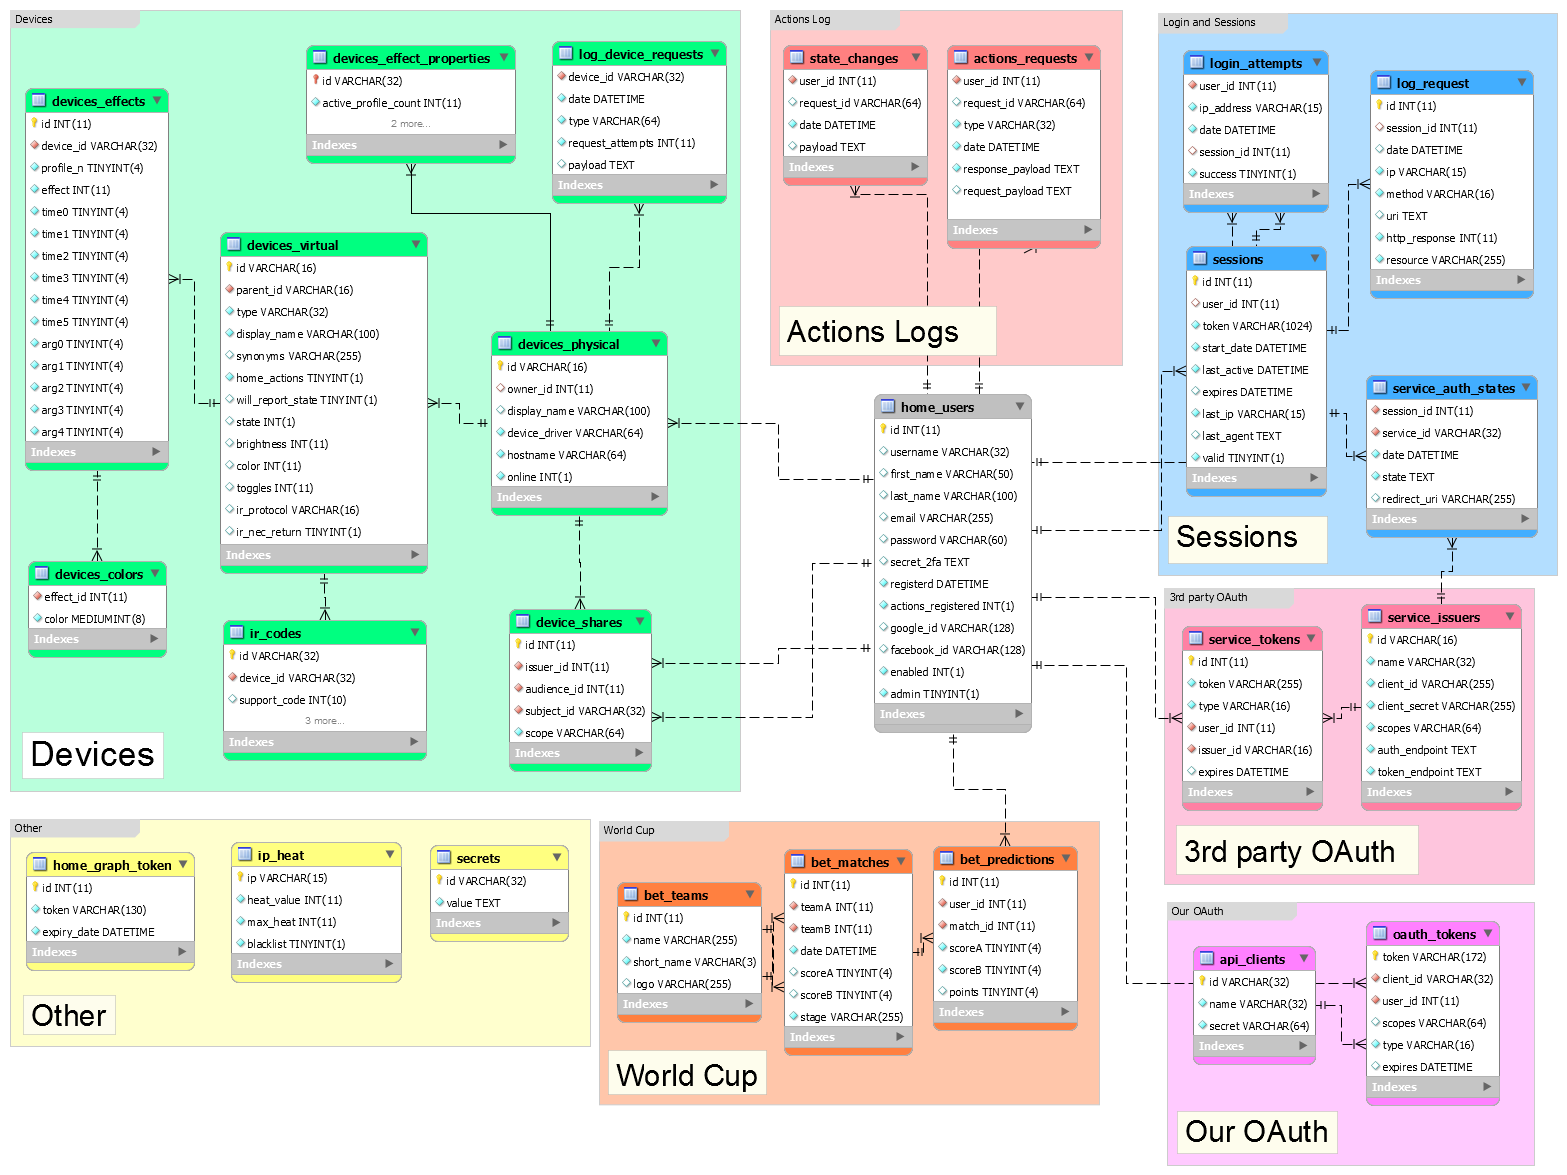 Devices
devices_effects
id INT(11)
device_id VARCHAR(32)
profile_n TINYINT(4)
effect INT(11)
time0 TINYINT(4)
time1 TINYINT(4)
time2 TINYINT(4)
time3 TINYINT(4)
time4 TINYINT(4)
time5 TINYINT(4)
arg0 TINYINT(4)
arg1 TINYINT(4)
arg2 TINYINT(4)
arg3 TINYINT(4)
arg4 TINYINT(4)
Indexes
devices_colors
effect_id INT(11)
color MEDIUMINT(8)
Indexes
devices_effect_properties
id VARCHAR(32)
active_profile_count INT(11)
2 more...
Indexes
log_device_requests
device_id VARCHAR(32)
date DATETIME
type VARCHAR(64)
request_attempts INT(11)
payload TEXT
Indexes
devices_virtual
id VARCHAR(16)
parent_id VARCHAR(16)
type VARCHAR(32)
display_name VARCHAR(100)
synonyms VARCHAR(255)
home_actions TINYINT(1)
will_report_state TINYINT(1)
state INT(1)
brightness INT(11)
color INT(11)
toggles INT(11)
ir_protocol VARCHAR(16)
ir_nec_return TINYINT(1)
Indexes
devices_physical
id VARCHAR(16)
owner_id INT(11)
display_name VARCHAR(100)
device_driver VARCHAR(64)
hostname VARCHAR(64)
online INT(1)
Indexes
ir_codes
id VARCHAR(32)
device_id VARCHAR(32)
support_code INT(10)
3 more...
Indexes
device_shares
id INT(11)
issuer_id INT(11)
audience_id INT(11)
subject_id VARCHAR(32)
scope VARCHAR(64)
Indexes
Devices
Actions Log
state_changes
user_id INT(11)
request_id VARCHAR(64)
date DATETIME
payload TEXT
Indexes
actions_requests
user_id INT(11)
request_id VARCHAR(64)
type VARCHAR(32)
date DATETIME
response_payload TEXT
request_payload TEXT
Indexes
Actions Logs
home_users
id INT(11)
username VARCHAR(32)
first_name VARCHAR(50)
last_name VARCHAR(100)
email VARCHAR(255)
password VARCHAR(60)
secret_2fa TEXT
registerd DATETIME
actions_registered INT(1)
google_id VARCHAR(128)
facebook_id VARCHAR(128)
enabled INT(1)
admin TINYINT(1)
Indexes
Login and Sessions
login_attempts
user_id INT(11)
ip_address VARCHAR(15)
date DATETIME
session_id INT(11)
success TINYINT(1)
Indexes
log_request
id INT(11)
session_id INT(11)
date DATETIME
ip VARCHAR(15)
method VARCHAR(16)
uri TEXT
http_response INT(11)
resource VARCHAR(255)
Indexes
sessions
id INT(11)
user_id INT(11)
token VARCHAR(1024)
start_date DATETIME
last_active DATETIME
expires DATETIME
last_ip VARCHAR(15)
last_agent TEXT
valid TINYINT(1)
Indexes
service_auth_states
session_id INT(11)
service_id VARCHAR(32)
date DATETIME
state TEXT
redirect_uri VARCHAR(255)
Indexes
Sessions
3rd party OAuth
service_tokens
id INT(11)
token VARCHAR(255)
type VARCHAR(16)
user_id INT(11)
issuer_id VARCHAR(16)
expires DATETIME
Indexes
service_issuers
id VARCHAR(16)
name VARCHAR(32)
client_id VARCHAR(255)
client_secret VARCHAR(255)
scopes VARCHAR(64)
auth_endpoint TEXT
token_endpoint TEXT
Indexes
3rd party OAuth
Other
home_graph_token
id INT(11)
token VARCHAR(130)
expiry_date DATETIME
Indexes
ip_heat
ip VARCHAR(15)
heat_value INT(11)
max_heat INT(11)
blacklist TINYINT(1)
Indexes
secrets
id VARCHAR(32)
value TEXT
Indexes
Other
World Cup
bet_teams
id INT(11)
name VARCHAR(255)
short_name VARCHAR(3)
logo VARCHAR(255)
Indexes
bet_matches
id INT(11)
teamA INT(11)
teamB INT(11)
date DATETIME
scoreA TINYINT(4)
scoreB TINYINT(4)
stage VARCHAR(255)
Indexes
bet_predictions
id INT(11)
user_id INT(11)
match_id INT(11)
scoreA TINYINT(4)
scoreB TINYINT(4)
points TINYINT(4)
Indexes
World Cup
Our OAuth
api_clients
id VARCHAR(32)
name VARCHAR(32)
secret VARCHAR(64)
Indexes
oauth_tokens
token VARCHAR(172)
client_id VARCHAR(32)
user_id INT(11)
scopes VARCHAR(64)
type VARCHAR(16)
expires DATETIME
Indexes
Our OAuth